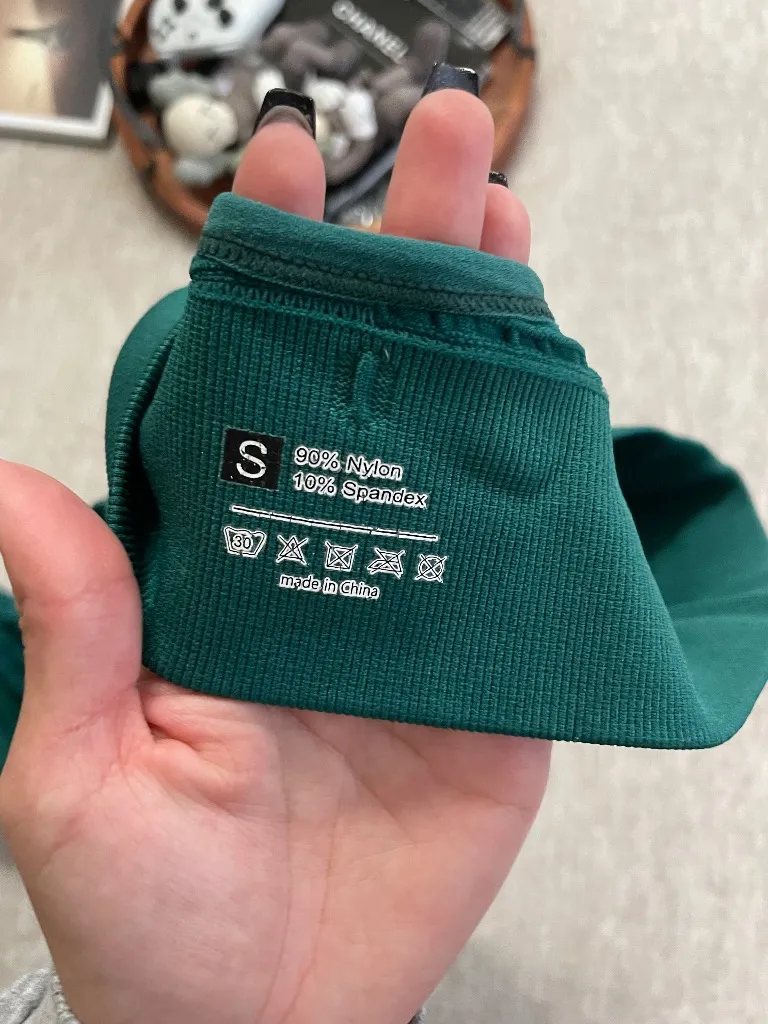 CHANEL
S
90% Nylon
10% Spandex
30
made in China